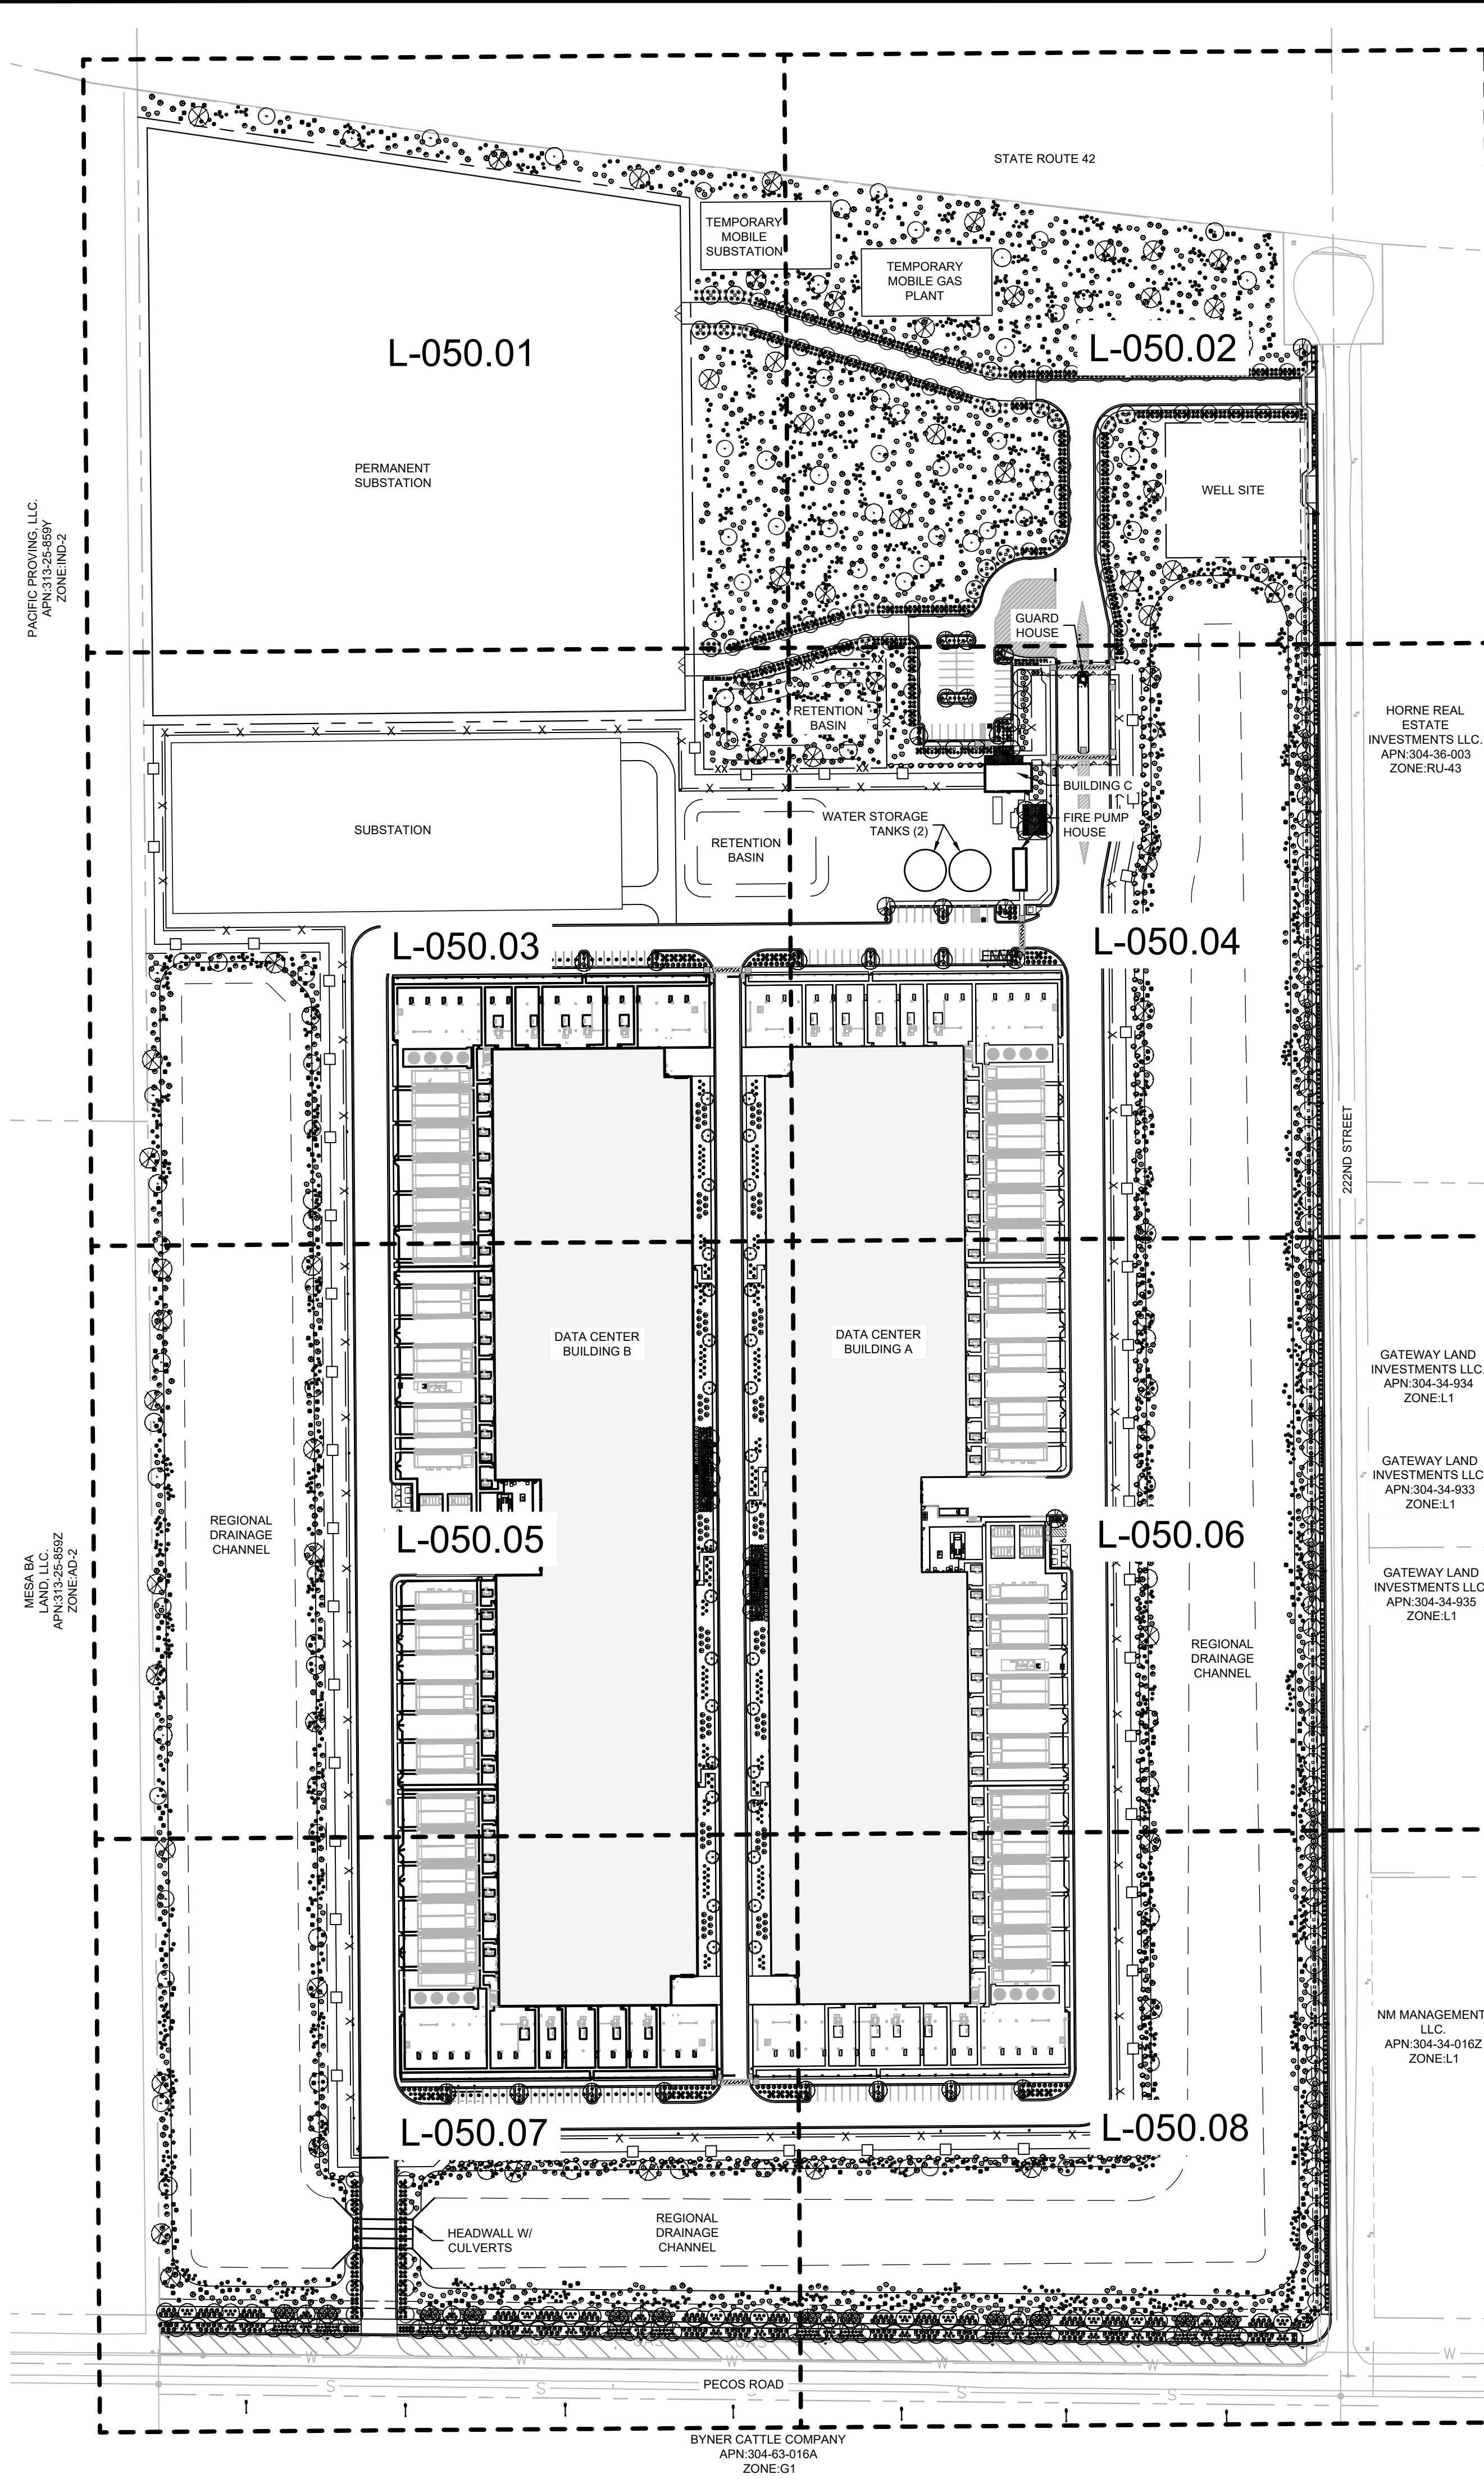 STATE ROUTE 42
TEMPORARY
MOBILE
SUBSTATION
TEMPORARY
MOBILE GAS
PLANT
L-050.01
L-050.02
PERMANENT
SUBSTATION
WELL SITE
PACIFIC PROVING, LLC.
APN:313-25-859Y
ZONE:IND-2
GUARD
HOUSE
RETENTION
BASIN
HORNE REAL
ESTATE
INVESTMENTS LLC.
APN:304-36-003
ZONE:RU-43
BUILDING C
SUBSTATION
WATER STORAGE
TANKS (2)
FIRE PUMP
HOUSE
RETENTION
BASIN
L-050.03
L-050.04
222ND STREET
DATA CENTER
BUILDING B
DATA CENTER
BUILDING A
GATEWAY LAND
INVESTMENTS LLC.
APN:304-34-934
ZONE:L1
GATEWAY LAND
INVESTMENTS LLC
APN:304-34-933
ZONE:L1
REGIONAL
DRAINAGE
CHANNEL
L-050.05
L-050.06
MESA BA
LAND, LLC.
APN:313-25-859Z
ZONE:AD-2
GATEWAY LAND
INVESTMENTS LLC
APN:304-34-935
ZONE:L1
REGIONAL
DRAINAGE
CHANNEL
NM MANAGEMENT
LLC.
APN:304-34-016Z
ZONE:L1
L-050.07
L-050.08
HEADWALL W/
CULVERTS
REGIONAL
DRAINAGE
CHANNEL
W W W W W W
S S S S S
PECOS ROAD
BYNER CATTLE COMPANY
APN:304-63-016A
ZONE:G1